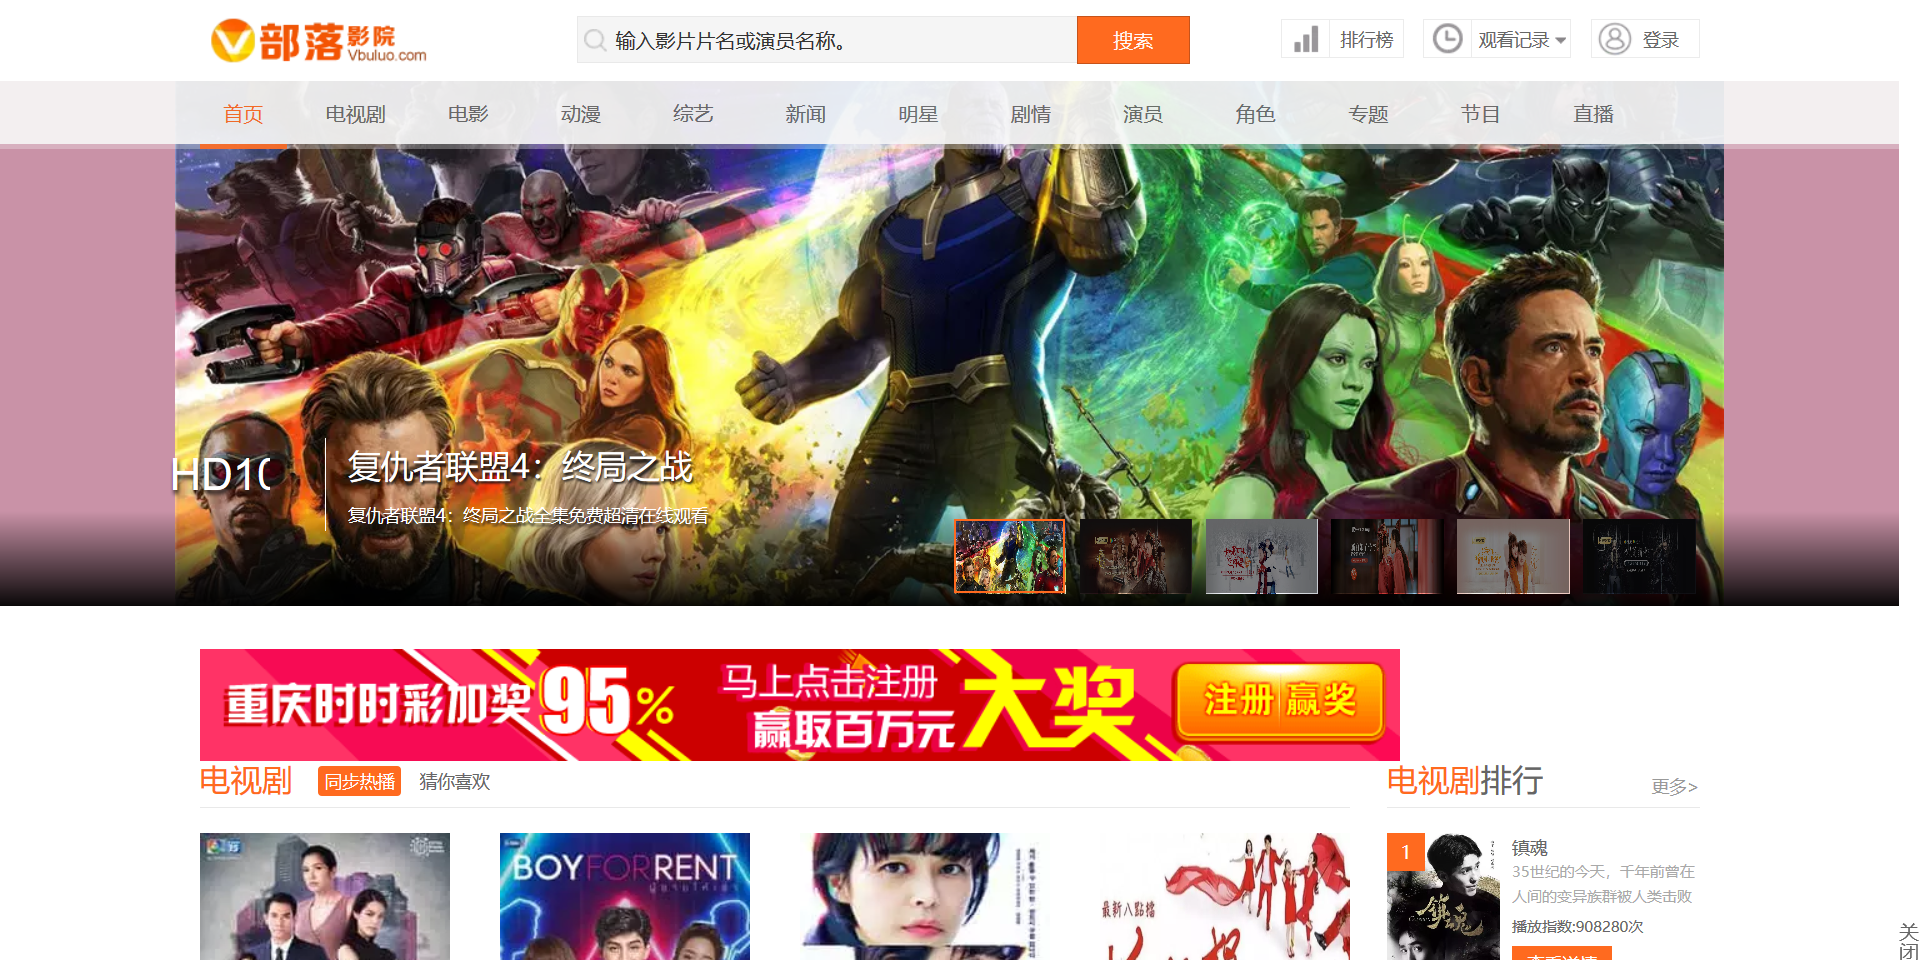 部落影院
Vbuluo.com
输入影片片名或演员名称。
搜索
排行榜
观看记录
登录
首页
电视剧
电影
动漫
综艺
新闻
明星
剧情
演员
角色
专题
节目
直播
HD10
复仇者联盟4：终局之战
复仇者联盟4：终局之战全集免费超清在线观看
重庆时时彩加奖95%
马上点击注册
赢取百万元
大奖
注册 赢奖
电视剧
同步热播
猜你喜欢
电视剧排行
更多>
BOYFORRENT
最新八點檔
1
镇魂
镇魂
35世纪的今天，千年前曾在
人间的变异族群被人类击败
播放指数:908280次
查看详情
关
闭